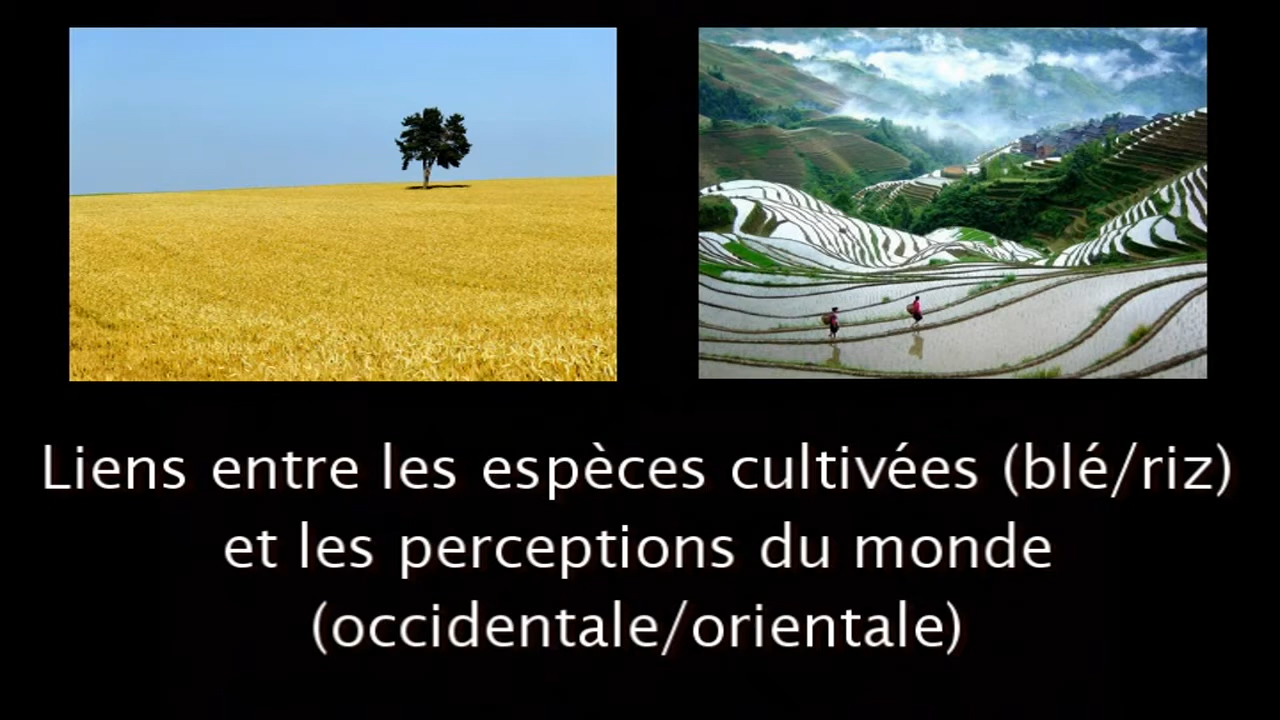 Liens entre les espèces cultivées (blé/riz)
et les perceptions du monde
(occidentale/orientale)